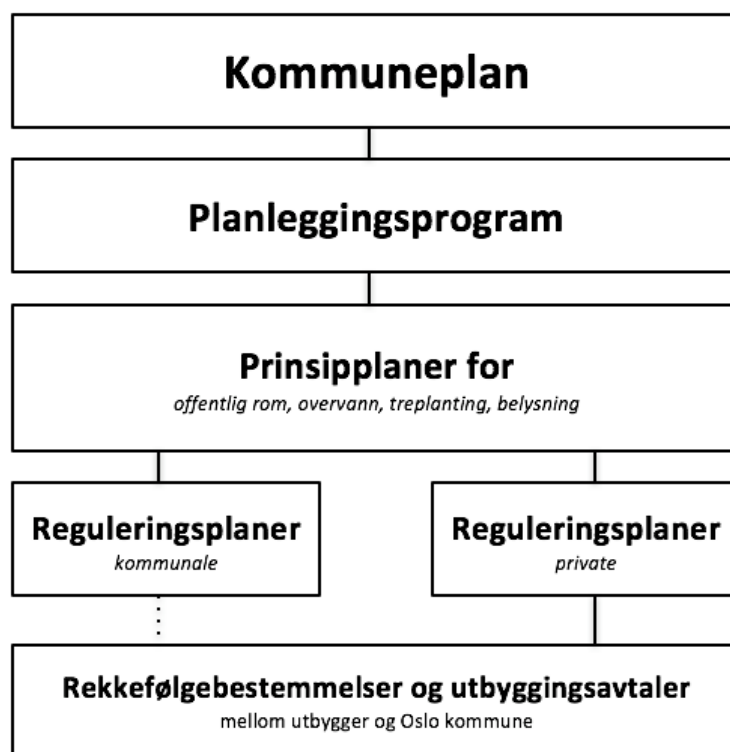 Kommuneplan
Planleggingsprogram
Prinsipplaner for
offentlig rom, overvann, treplanting, belysning
Reguleringsplaner
kommunale
Reguleringsplaner
private
Rekkefølgebestemmelser og utbyggingsavtaler
mellom utbygger og Oslo kommune